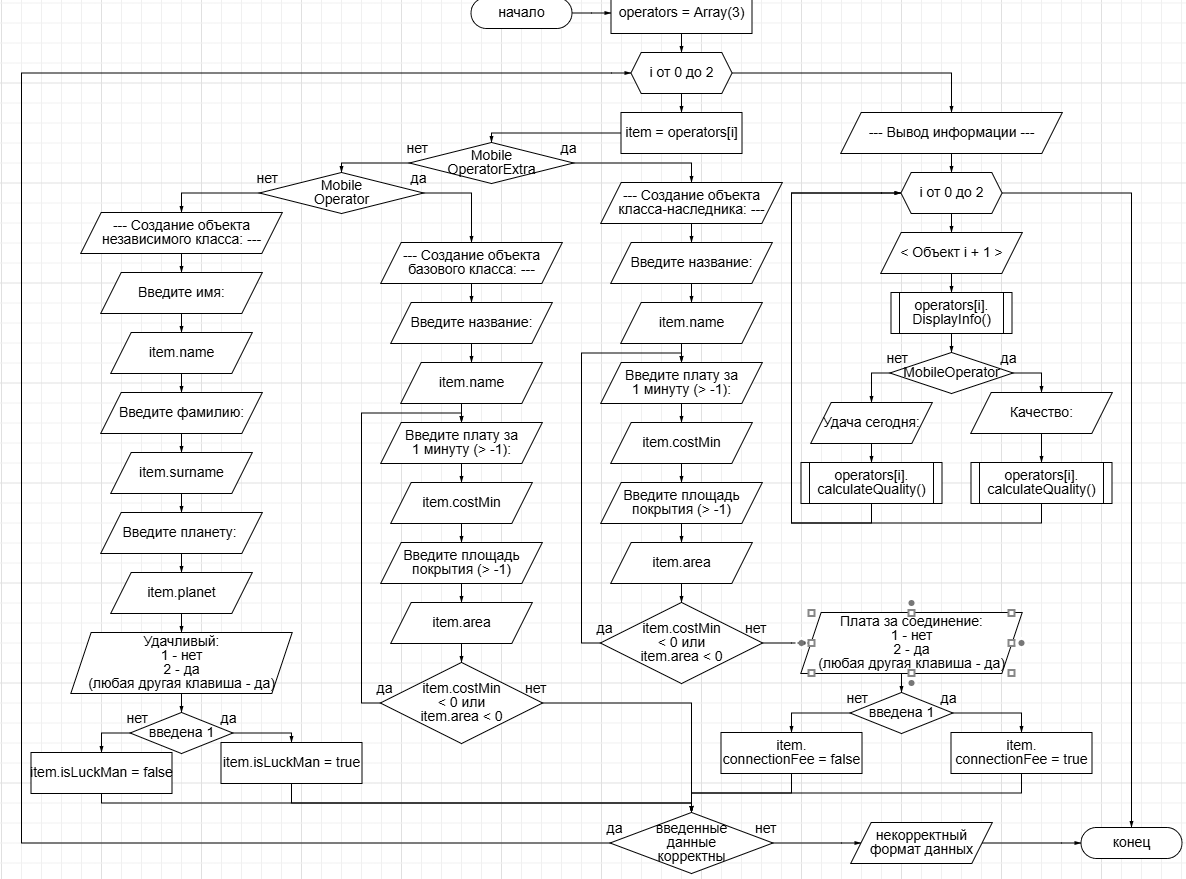 начало
operators = Array(3)
i от 0 до 2
item = operators[i]
--- Вывод информации ---
нет
да
Mobile
OperatorExtra
нет
да
Mobile
Operator
--- Создание объекта
независимого класса: ---
Введите имя:
item.name
Введите фамилию:
item.surname
Введите планету:
item.planet
Удачливый:
1 - нет
2 - да
(любая другая клавиша - да)
нет
да
введена 1
item.isLuckMan = false
item.isLuckMan = true
--- Создание объекта
базового класса: ---
Введите название:
item.name
Введите плату за
1 минуту (> -1):
item.costMin
Введите площадь
покрытия (> -1)
item.area
да
нет
item.costMin
< 0 или
item.area < 0
--- Создание объекта
класса-наследника: ---
Введите название:
item.name
Введите плату за
1 минуту (> -1):
item.costMin
Введите площадь
покрытия (> -1)
item.area
да
нет
item.costMin
< 0 или
item.area < 0
Плата за соединение:
1 - нет
2 - да
(любая другая клавиша - да)
нет
да
введена 1
item.
connectionFee = false
item.
connectionFee = true
i от 0 до 2
< Объект i + 1 >
operators[i].
DisplayInfo()
нет
да
MobileOperator
Удача сегодня:
Качество:
operators[i].
calculateQuality()
operators[i].
calculateQuality()
да
нет
введенные
данные
корректны
некорректный
формат данных
конец